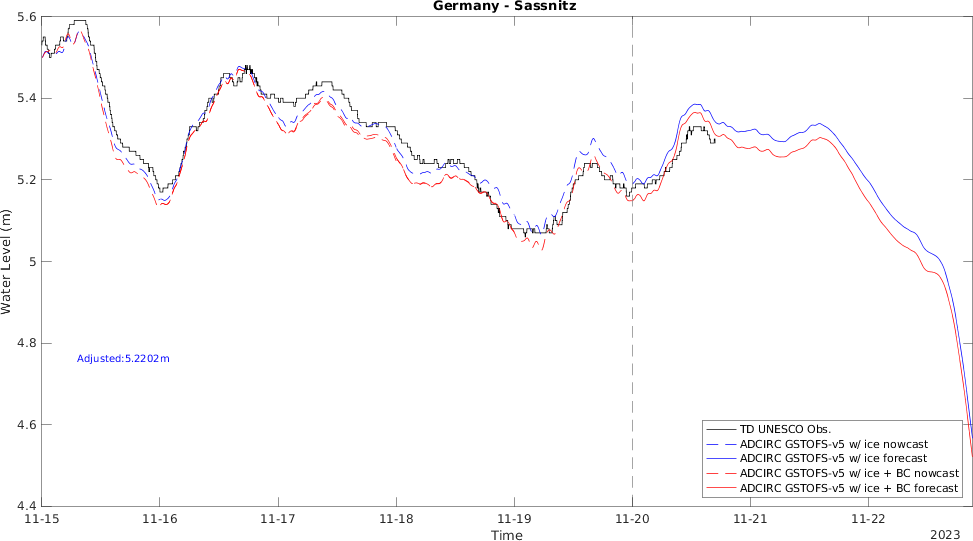 Germany - Sassnitz
5.6
5.4
5.2
5
4.8
4.6
4.4
Water Level (m)
Adjusted:5.2202m
TD UNESCO Obs.
ADCIRC GSTOFS-v5 w/ ice nowcast
ADCIRC GSTOFS-v5 w/ ice forecast
ADCIRC GSTOFS-v5 w/ ice + BC nowcast
ADCIRC GSTOFS-v5 w/ ice + BC forecast
11-15 11-16 11-17 11-18 11-19 11-20 11-21 11-22
Time
2023